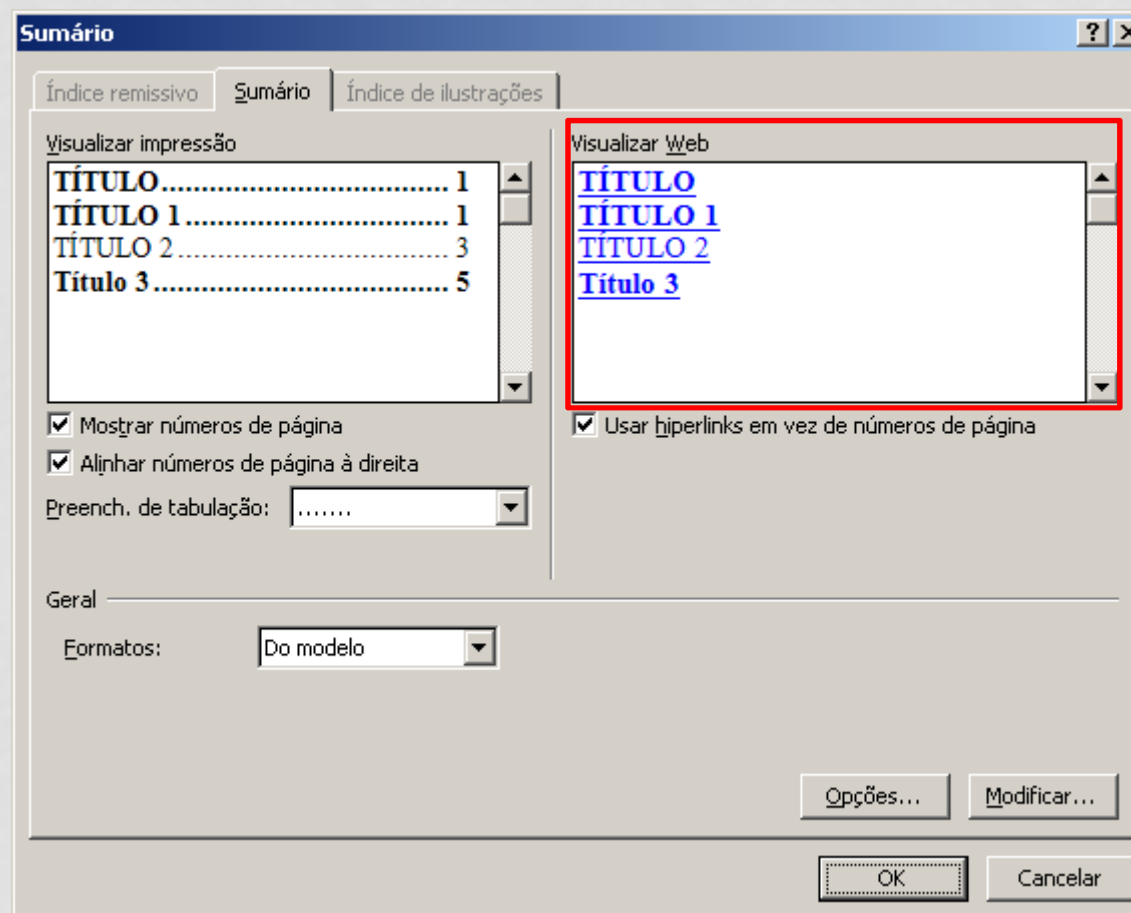 Sumário
Índice remissivo
Sumário
Índice de ilustrações
Visualizar impressão
TÍTULO.................................... 1
TÍTULO 1................................. 1
TÍTULO 2.................................. 3
Título 3..................................... 5
Mostrar números de página
Alinhar números de página à direita
Preench. de tabulação: .......
Visualizar Web
TÍTULO
TÍTULO 1
TÍTULO 2
Título 3
Usar hiperlinks em vez de números de página
Geral
Formatos: Do modelo
Opções... Modificar...
OK Cancelar